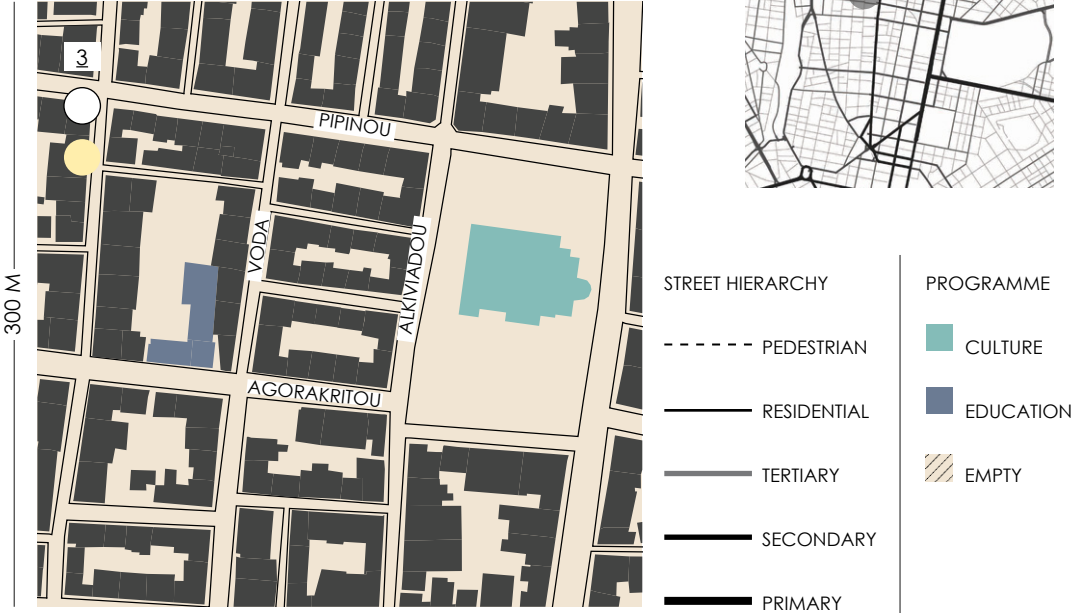 3
PIPINOU
VODA
ALKIVIADOU
AGORAKRITOU
300 M
STREET HIERARCHY
PEDESTRIAN
RESIDENTIAL
TERTIARY
SECONDARY
PRIMARY
PROGRAMME
CULTURE
EDUCATION
EMPTY